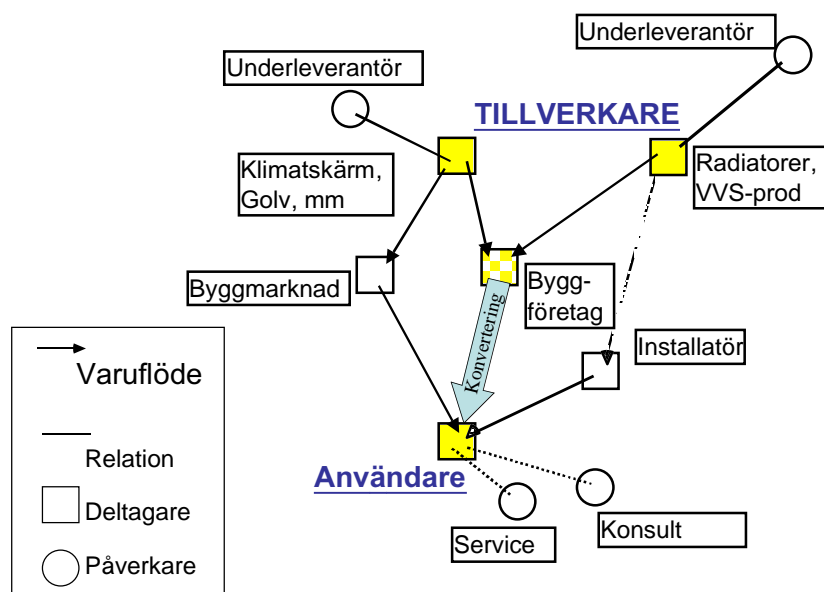 Underleverantör
Underleverantör
TILLVERKARE
Klimatskärm,
Golv, mm
Radiatorer,
VVS-prod
Byggmarknad
Bygg-
företag
Konvertering
Installatör
Varuflöde
Relation
Deltagare
Påverkare
Användare
Service
Konsult